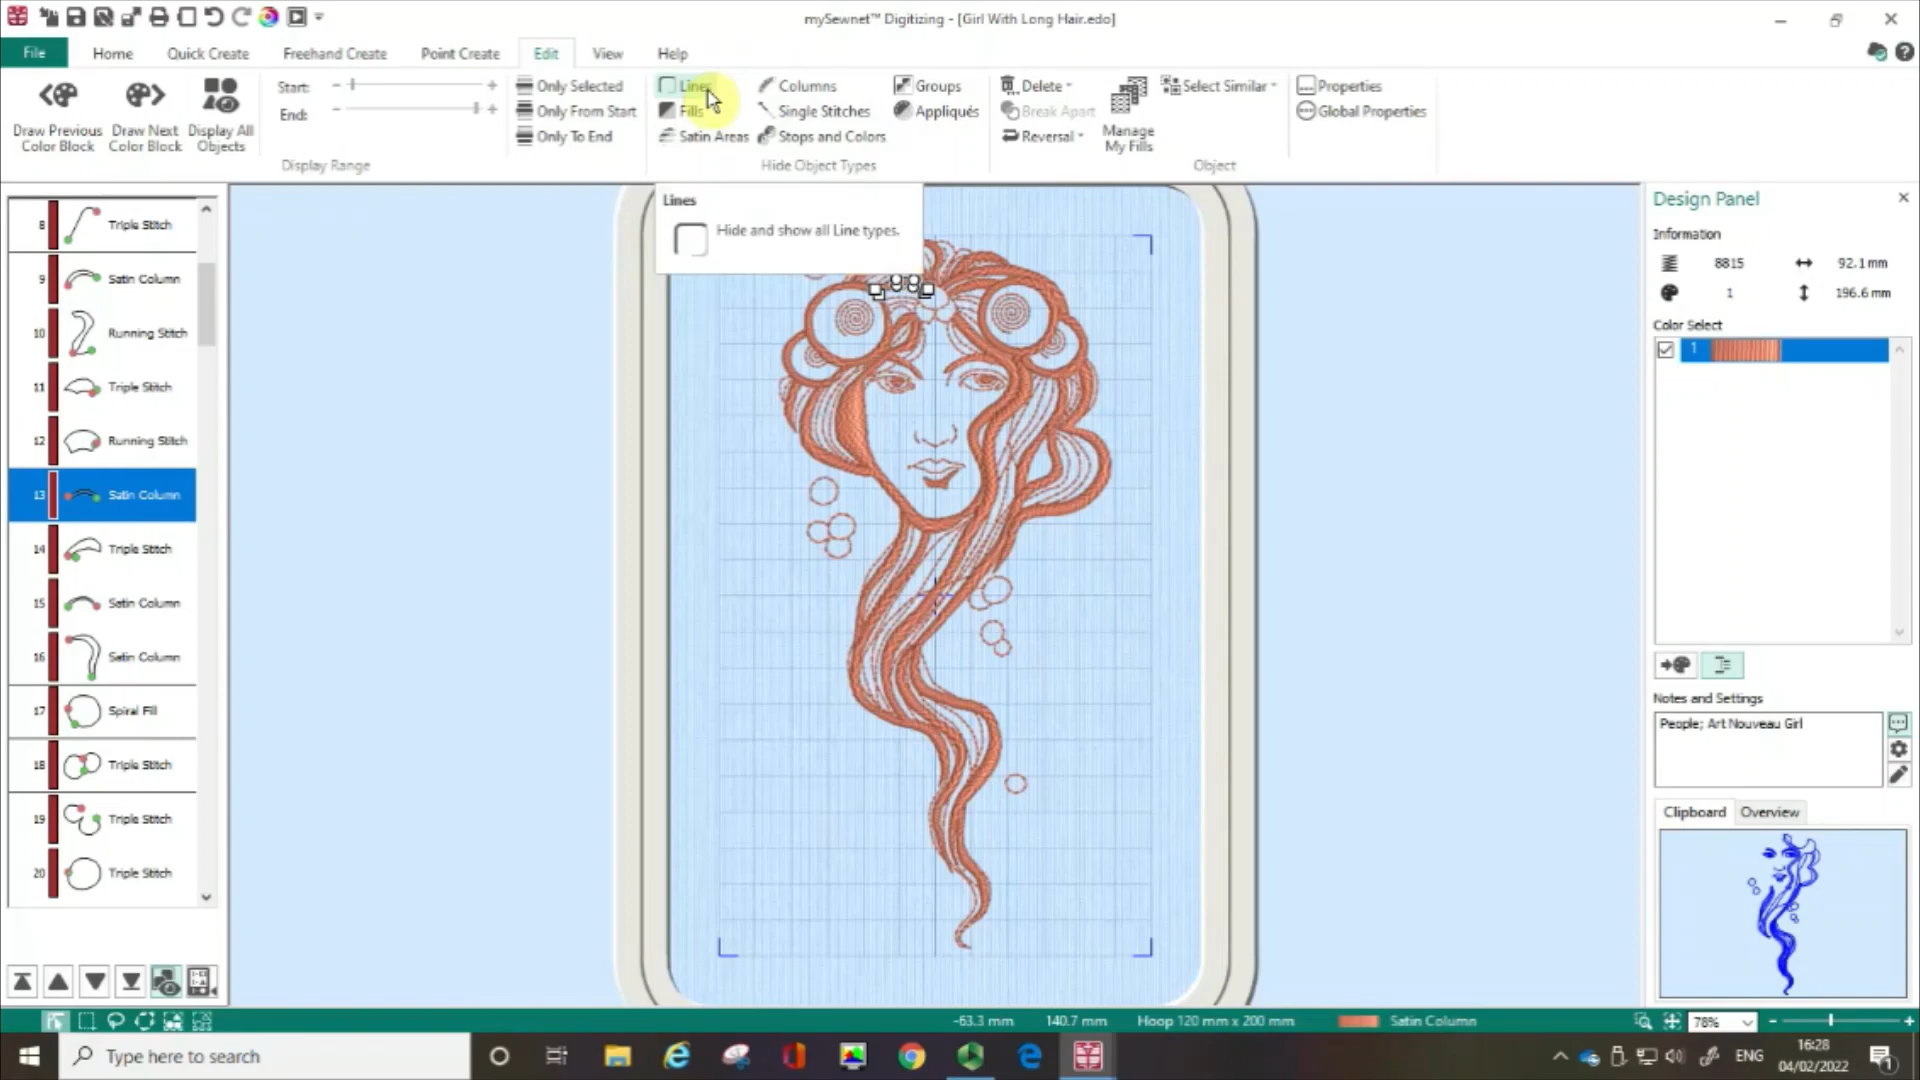 mySewnet™ Digitizing - [Girl With Long Hair.edo]
File Home Quick Create Freehand Create Point Create Edit View Help
Draw Previous Color Block
Draw Next Color Block
Display All Objects
Start:
End:
Display Range
Only Selected
Only From Start
Only To End
Lines
Fills
Satin Areas
Columns
Single Stitches
Stops and Colors
Groups
Appliqués
Hide Object Types
Delete
Break Apart
Reversal
Manage My Fills
Select Similar
Object
Properties
Global Properties
Lines
Hide and show all Line types.
8 Triple Stitch
9 Satin Column
10 Running Stitch
11 Triple Stitch
12 Running Stitch
13 Satin Column
14 Triple Stitch
15 Satin Column
16 Satin Column
17 Spiral Fill
18 Triple Stitch
19 Triple Stitch
20 Triple Stitch
Design Panel
Information
8815 92.1 mm
1 196.6 mm
Color Select
1
Notes and Settings
People; Art Nouveau Girl
Clipboard Overview
-63.3 mm 140.7 mm Hoop 120 mm x 200 mm Satin Column 78%
Type here to search
ENG
16:28
04/02/2022
1